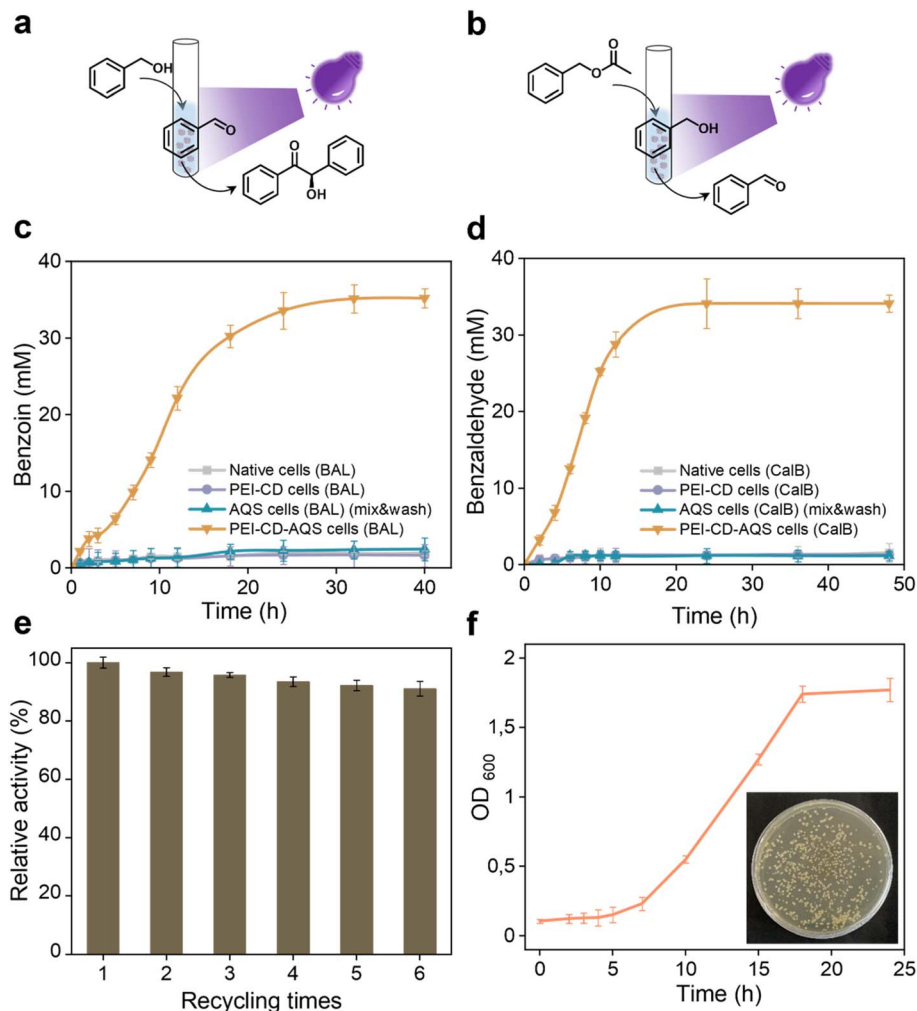 a
b
OH
O
O
OH
O
OH
O
O
O
c
d
40
30
20
10
0
Benzoin (mM)
Native cells (BAL)
PEI-CD cells (BAL)
AQS cells (BAL) (mix&wash)
PEI-CD-AQS cells (BAL)
0 10 20 30 40
Time (h)
40
30
20
10
0
Benzaldehyde (mM)
Native cells (CalB)
PEI-CD cells (CalB)
AQS cells (CalB) (mix&wash)
PEI-CD-AQS cells (CalB)
0 10 20 30 40 50
Time (h)
e
f
100
80
60
40
20
0
Relative activity (%)
1 2 3 4 5 6
Recycling times
2
1,5
1
0,5
0
OD 600
0 5 10 15 20 25
Time (h)